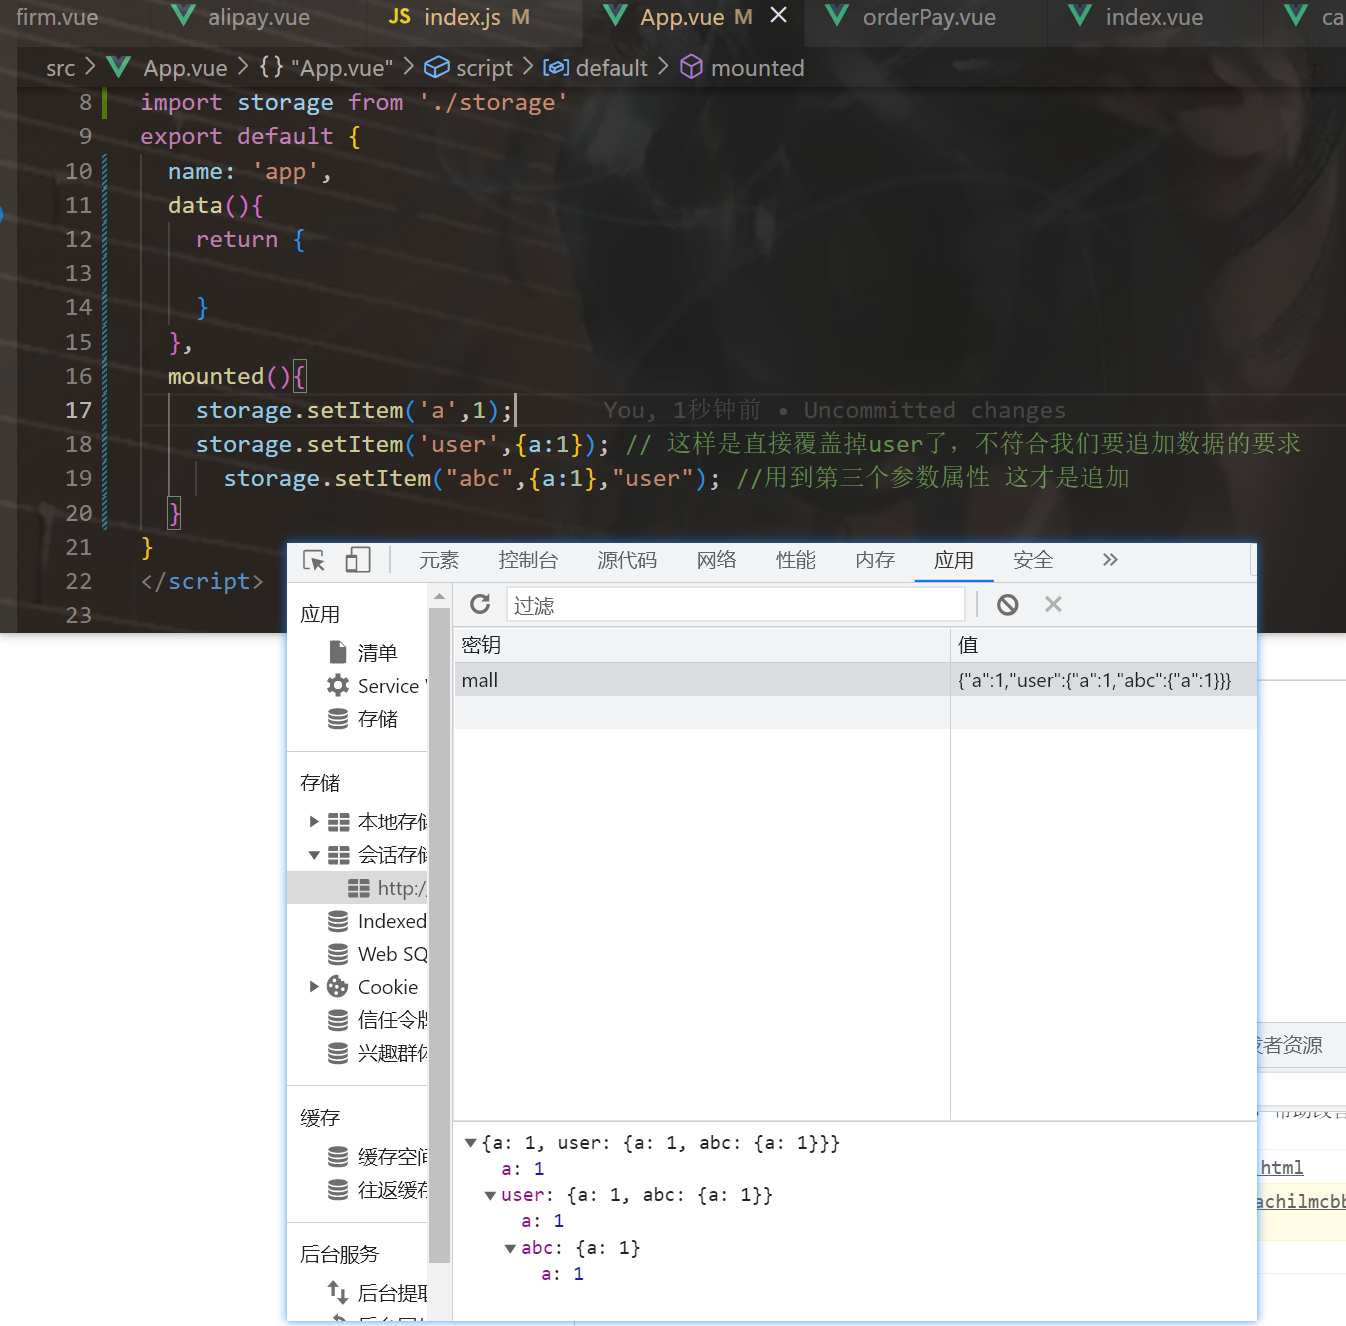 firm.vue alipay.vue JS index.js M App.vue M orderPay.vue index.vue ca
src > App.vue > {} "App.vue" > script > default > mounted
8 import storage from './storage'
9 export default {
10 name: 'app',
11 data(){
12 return {
13
14 }
15 },
16 mounted(){
17 storage.setItem('a',1); You, 1秒钟前 • Uncommitted changes
18 storage.setItem('user',{a:1}); // 这样是直接覆盖掉user了，不符合我们要追加数据的要求
19 storage.setItem("abc",{a:1},"user"); //用到第三个参数属性 这才是追加
20 }
21 }
22 </script>
23
元素 控制台 源代码 网络 性能 内存 应用 安全 »
应用
过滤
密钥 值
清单
mall {"a":1,"user":{"a":1,"abc":{"a":1}}}
Service
存储
存储
本地存储
会话存储
http:/
Indexed
Web SQ
Cookie
信任令牌
兴趣群体
缓存
缓存空间
往返缓存
后台服务
后台提取
{a: 1, user: {a: 1, abc: {a: 1}}}
a: 1
user: {a: 1, abc: {a: 1}}
a: 1
abc: {a: 1}
a: 1
者资源
html
achilmcbb